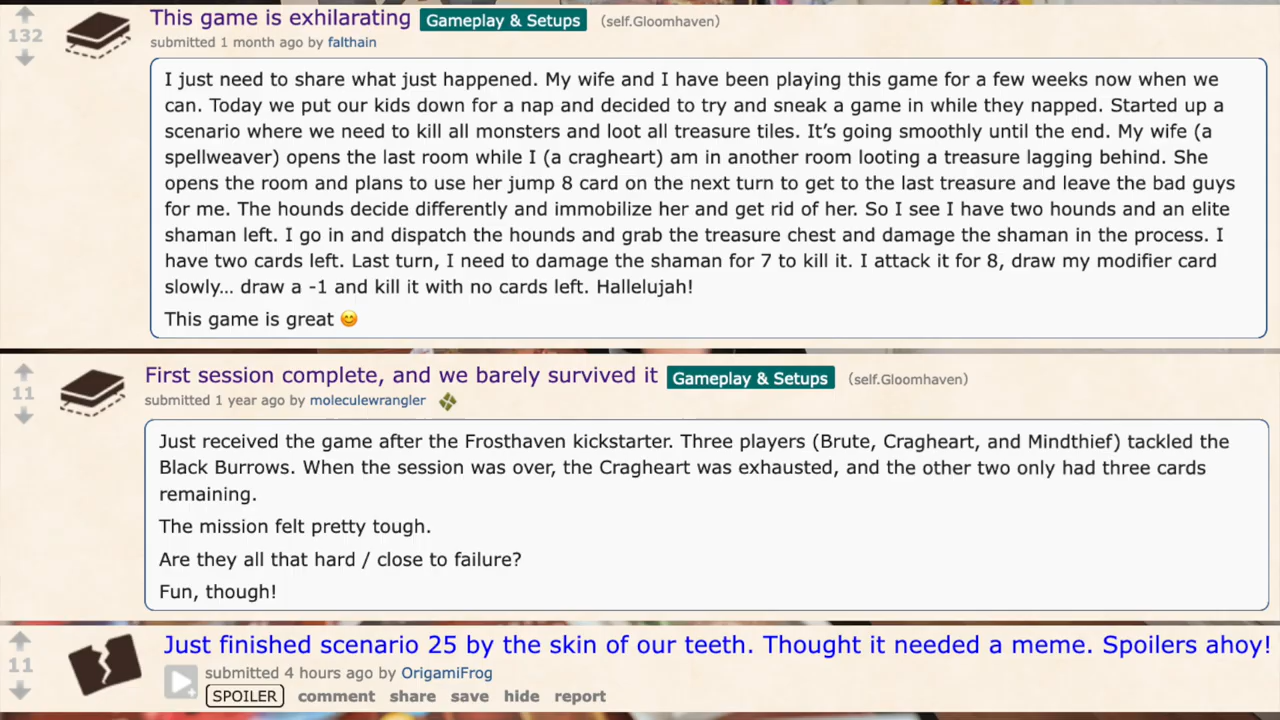 This game is exhilarating Gameplay & Setups (self.Gloomhaven)
132
submitted 1 month ago by falthain
I just need to share what just happened. My wife and I have been playing this game for a few weeks now when we
can. Today we put our kids down for a nap and decided to try and sneak a game in while they napped. Started up a
scenario where we need to kill all monsters and loot all treasure tiles. It’s going smoothly until the end. My wife (a
spellweaver) opens the last room while I (a cragheart) am in another room looting a treasure lagging behind. She
opens the room and plans to use her jump 8 card on the next turn to get to the last treasure and leave the bad guys
for me. The hounds decide differently and immobilize her and get rid of her. So I see I have two hounds and an elite
shaman left. I go in and dispatch the hounds and grab the treasure chest and damage the shaman in the process. I
have two cards left. Last turn, I need to damage the shaman for 7 to kill it. I attack it for 8, draw my modifier card
slowly… draw a -1 and kill it with no cards left. Hallelujah!
This game is great 😊
First session complete, and we barely survived it Gameplay & Setups (self.Gloomhaven)
11
submitted 1 year ago by moleculewrangler
Just received the game after the Frosthaven kickstarter. Three players (Brute, Cragheart, and Mindthief) tackled the
Black Burrows. When the session was over, the Cragheart was exhausted, and the other two only had three cards
remaining.
The mission felt pretty tough.
Are they all that hard / close to failure?
Fun, though!
Just finished scenario 25 by the skin of our teeth. Thought it needed a meme. Spoilers ahoy!
11
submitted 4 hours ago by OrigamiFrog
SPOILER comment share save hide report